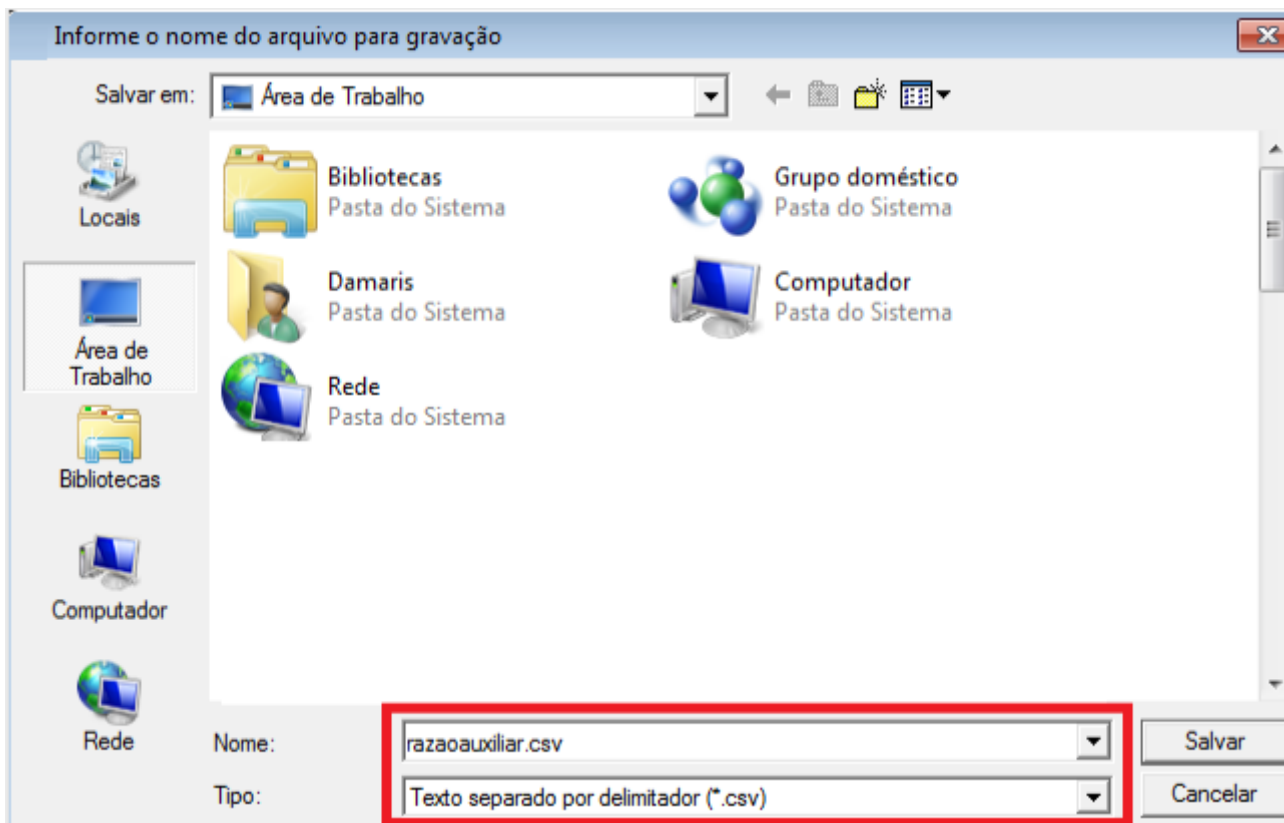 Informe o nome do arquivo para gravação
Salvar em:
Área de Trabalho
Locais
Área de
Trabalho
Bibliotecas
Computador
Rede
Bibliotecas
Pasta do Sistema
Grupo doméstico
Pasta do Sistema
Damaris
Pasta do Sistema
Computador
Pasta do Sistema
Rede
Pasta do Sistema
Nome:
razaoauxiliar.csv
Salvar
Tipo:
Texto separado por delimitador (*.csv)
Cancelar